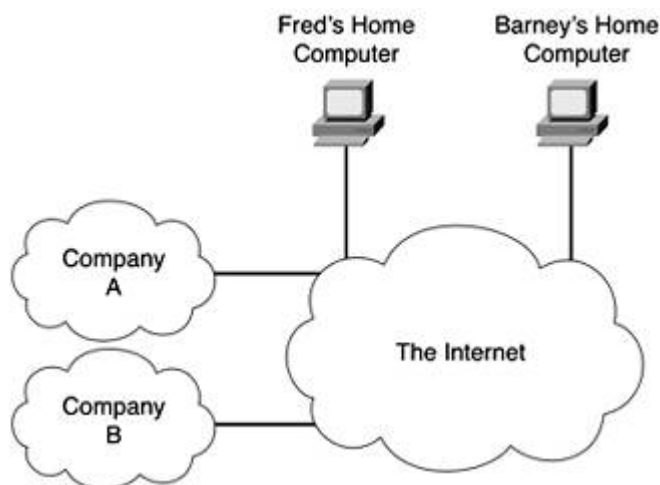 Fred's Home
Computer
Barney's Home
Computer
Company
A
The Internet
Company
B